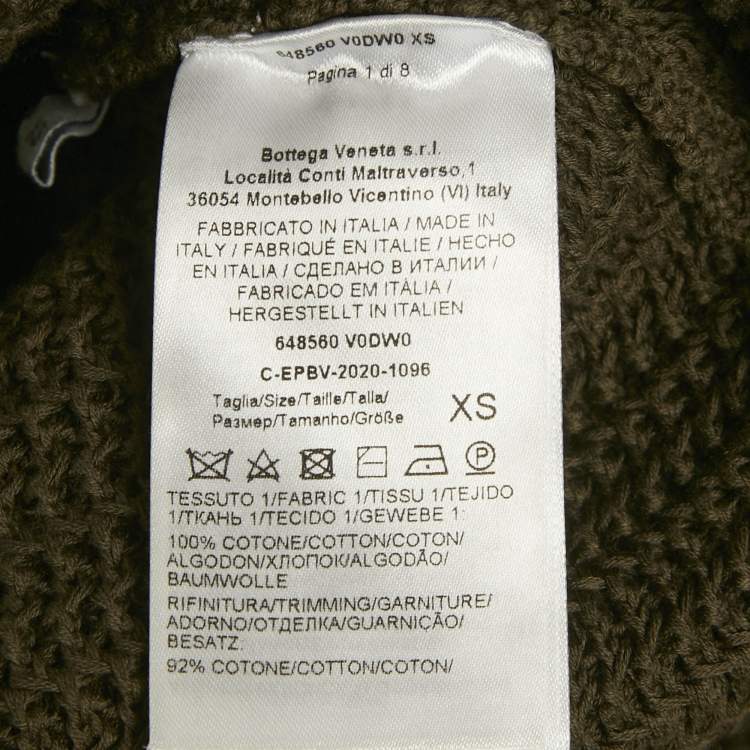 648560 V0DW0 XS
Pagina 1 di 8
Bottega Veneta s.r.l.
Località Conti Maltraverso,1
36054 Montebello Vicentino (VI) Italy
FABBRICATO IN ITALIA / MADE IN
ITALY / FABRIQUÉ EN ITALIE / HECHO
EN ITALIA / СДЕЛАНО В ИТАЛИИ /
FABRICADO EM ITÁLIA /
HERGESTELLT IN ITALIEN
648560 V0DW0
C-EPBV-2020-1096
Taglia/Size/Taille/Talla/
Размер/Tamanho/Größe
XS
P
TESSUTO 1/FABRIC 1/TISSU 1/TEJIDO
1/ТКАНЬ 1/TECIDO 1/GEWEBE 1:
100% COTONE/COTTON/COTON/
ALGODON/ХЛОПОК/ALGODÃO/
BAUMWOLLE
RIFINITURA/TRIMMING/GARNITURE/
ADORNO/ОТДЕЛКА/GUARNIÇÃO/
BESATZ:
92% COTONE/COTTON/COTON/